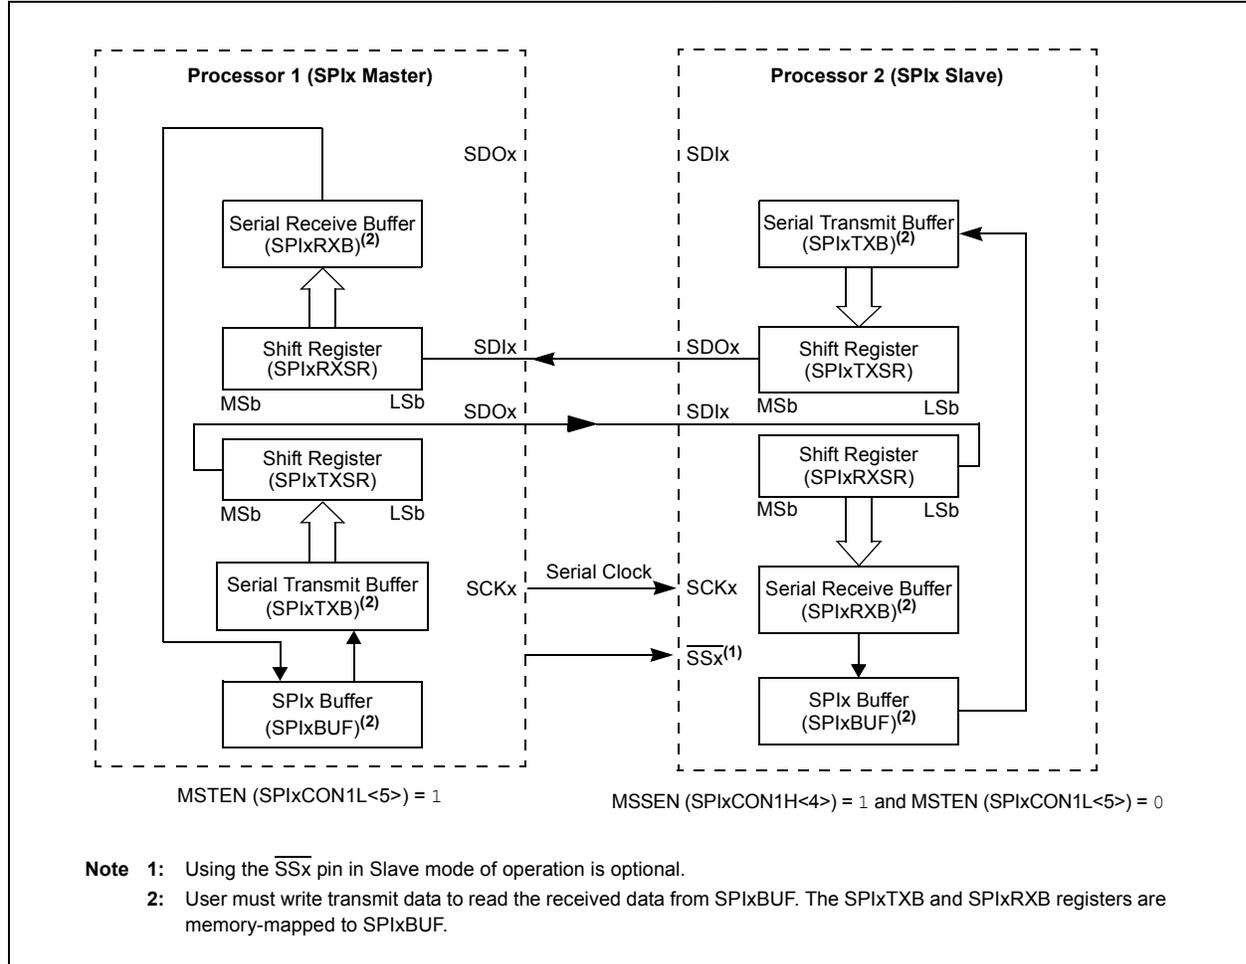 Processor 1 (SPIx Master)
Processor 2 (SPIx Slave)
SDOx
SDIx
Serial Receive Buffer
(SPIxRXB)(2)
Serial Transmit Buffer
(SPIxTXB)(2)
Shift Register
(SPIxRXSR)
SDIx
SDOx
Shift Register
(SPIxTXSR)
MSb
LSb
MSb
LSb
SDOx
SDIx
Shift Register
(SPIxTXSR)
Shift Register
(SPIxRXSR)
MSb
LSb
MSb
LSb
Serial Transmit Buffer
(SPIxTXB)(2)
SCKx
Serial Clock
SCKx
Serial Receive Buffer
(SPIxRXB)(2)
SSx(1)
SPIx Buffer
(SPIxBUF)(2)
SPIx Buffer
(SPIxBUF)(2)
MSTEN (SPIxCON1L<5>) = 1
MSSEN (SPIxCON1H<4>) = 1 and MSTEN (SPIxCON1L<5>) = 0
Note 1: Using the SSx pin in Slave mode of operation is optional.
2: User must write transmit data to read the received data from SPIxBUF. The SPIxTXB and SPIxRXB registers are
memory-mapped to SPIxBUF.